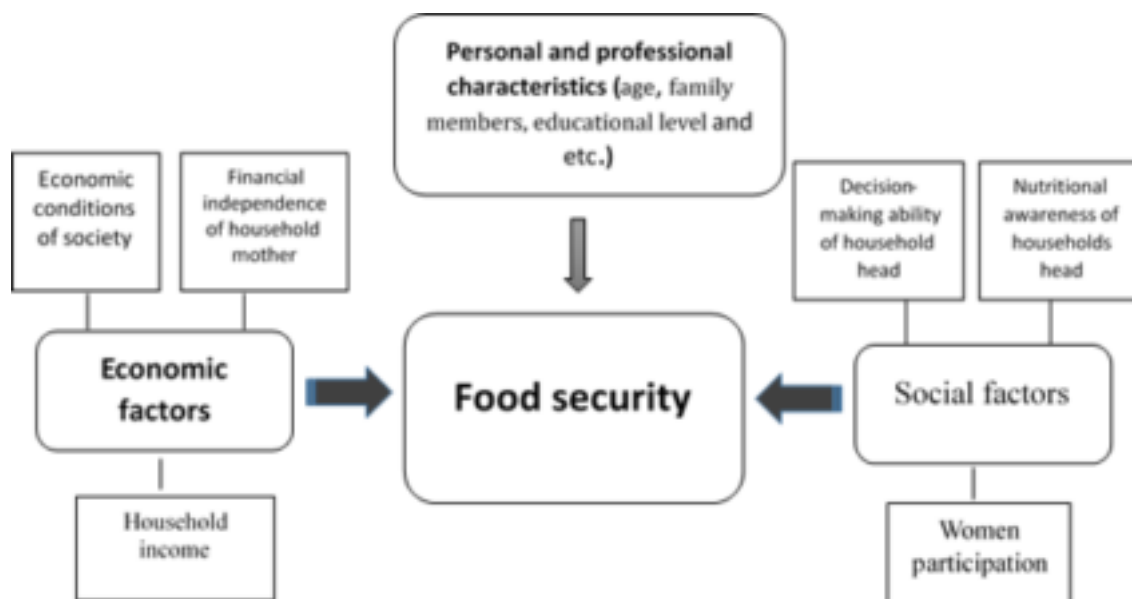 Personal and professional
characteristics (age, family
members, educational level and
etc.)
Economic
conditions
of society
Financial
independence
of household
mother
Decision-
making ability
of household
head
Nutritional
awareness of
households
head
Economic
factors
Food security
Social factors
Household
income
Women
participation